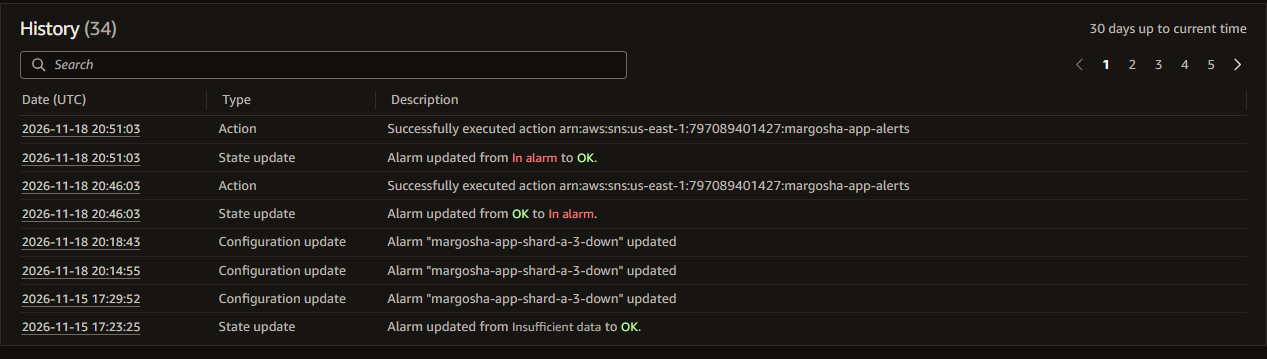 History (34)
30 days up to current time
Search
1 2 3 4 5
Date (UTC) Type Description
2026-11-18 20:51:03 Action Successfully executed action arn:aws:sns:us-east-1:797089401427:margosha-app-alerts
2026-11-18 20:51:03 State update Alarm updated from In alarm to OK.
2026-11-18 20:46:03 Action Successfully executed action arn:aws:sns:us-east-1:797089401427:margosha-app-alerts
2026-11-18 20:46:03 State update Alarm updated from OK to In alarm.
2026-11-18 20:18:43 Configuration update Alarm "margosha-app-shard-a-3-down" updated
2026-11-18 20:14:55 Configuration update Alarm "margosha-app-shard-a-3-down" updated
2026-11-15 17:29:52 Configuration update Alarm "margosha-app-shard-a-3-down" updated
2026-11-15 17:23:25 State update Alarm updated from Insufficient data to OK.